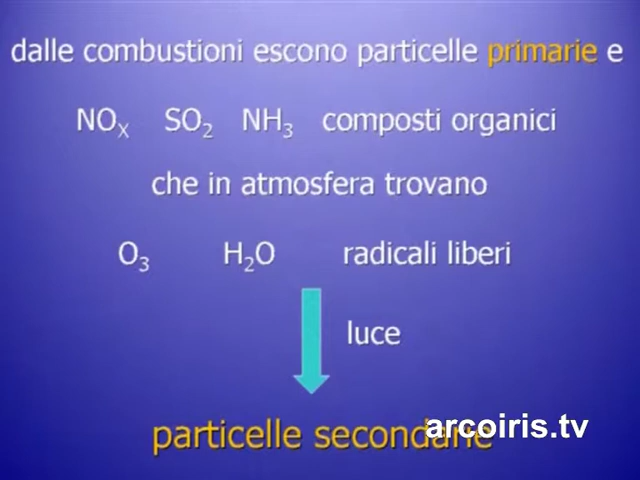 dalle combustioni escono particelle primarie e
NOX SO2 NH3 composti organici
che in atmosfera trovano
O3 H2O radicali liberi
luce
particelle secondarie
arcoiris.tv